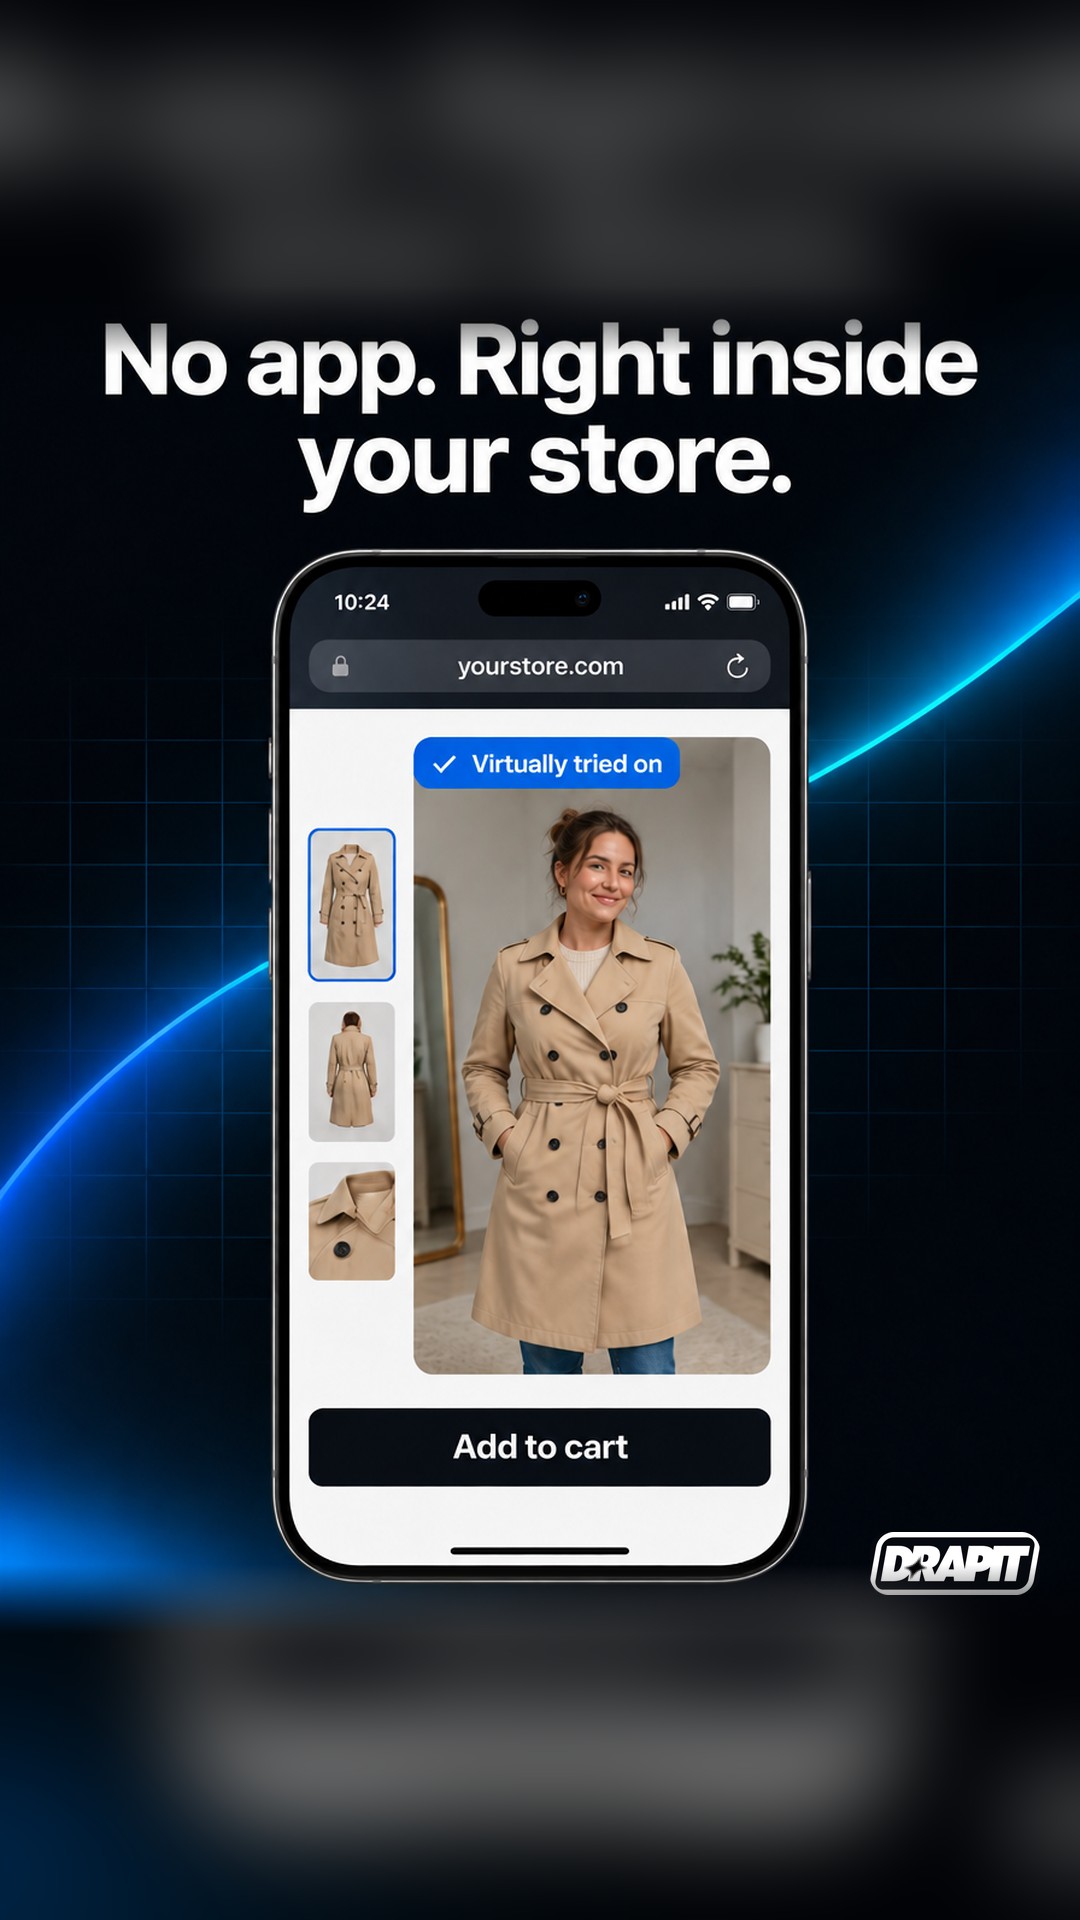 No app. Right inside
your store.
10:24
yourstore.com
Virtually tried on
Add to cart
DRAPIT